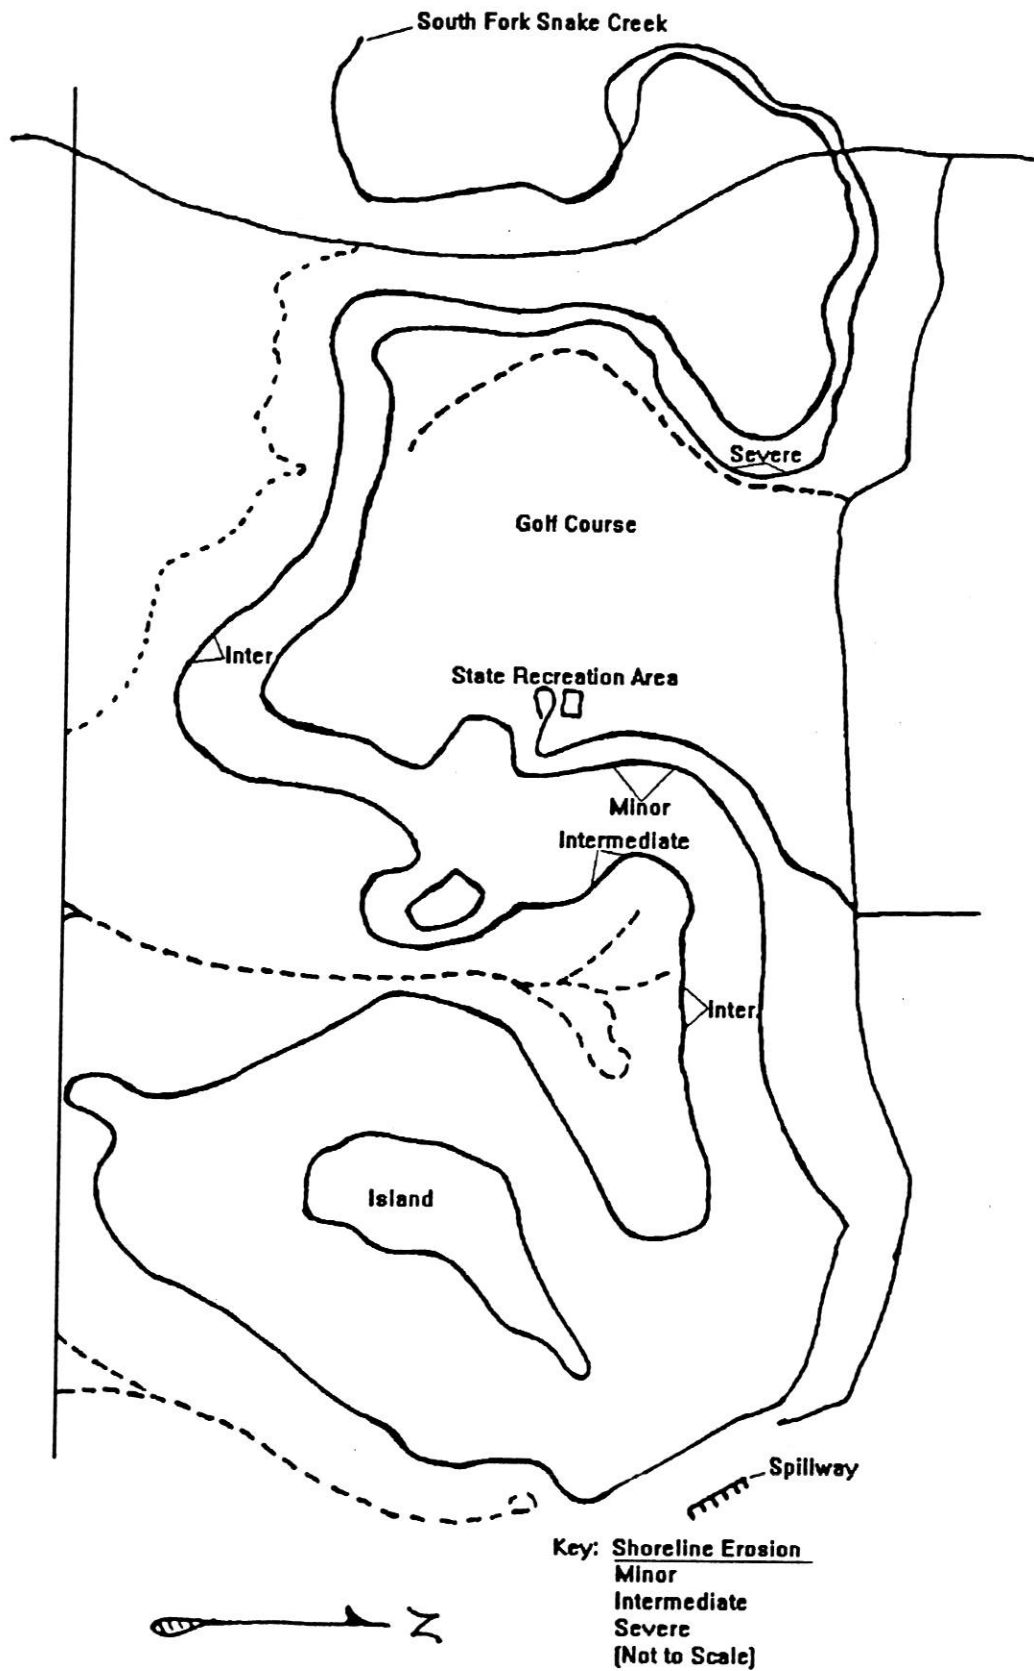 South Fork Snake Creek
Severe
Golf Course
Inter
State Recreation Area
Minor
Intermediate
Inter.
Island
Spillway
Key: Shoreline Erosion
Minor
Intermediate
Severe
(Not to Scale)
N